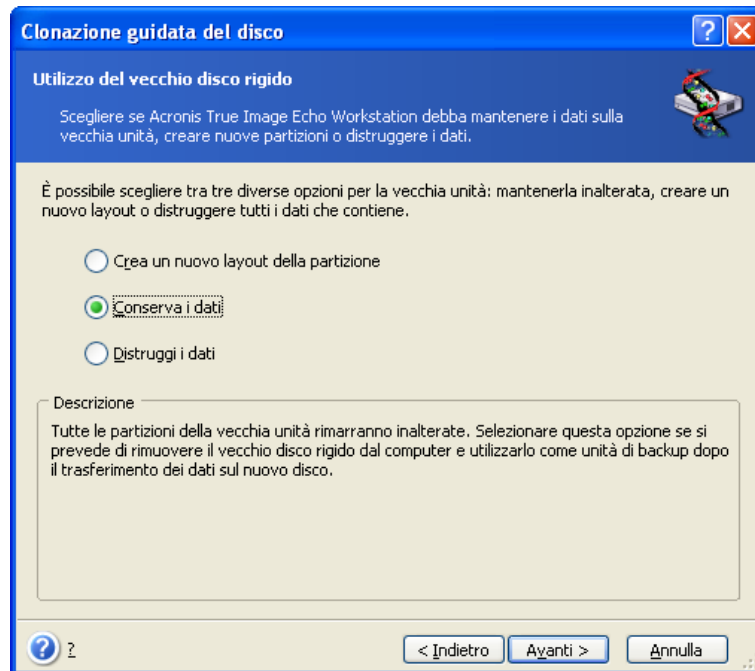 Clonazione guidata del disco
Utilizzo del vecchio disco rigido
Scegliere se Acronis True Image Echo Workstation debba mantenere i dati sulla
vecchia unità, creare nuove partizioni o distruggere i dati.
È possibile scegliere tra tre diverse opzioni per la vecchia unità: mantenerla inalterata, creare un
nuovo layout o distruggere tutti i dati che contiene.
Crea un nuovo layout della partizione
Conserva i dati
Distruggi i dati
Descrizione
Tutte le partizioni della vecchia unità rimarranno inalterate. Selezionare questa opzione se si
prevede di rimuovere il vecchio disco rigido dal computer e utilizzarlo come unità di backup dopo
il trasferimento dei dati sul nuovo disco.
? < Indietro Avanti > Annulla